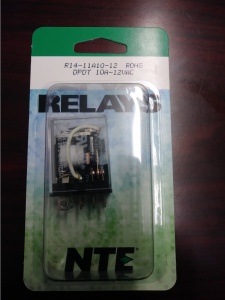 R14-11A10-12 ROHS
DPDT 10A-12VAC
RELAYS
NTE